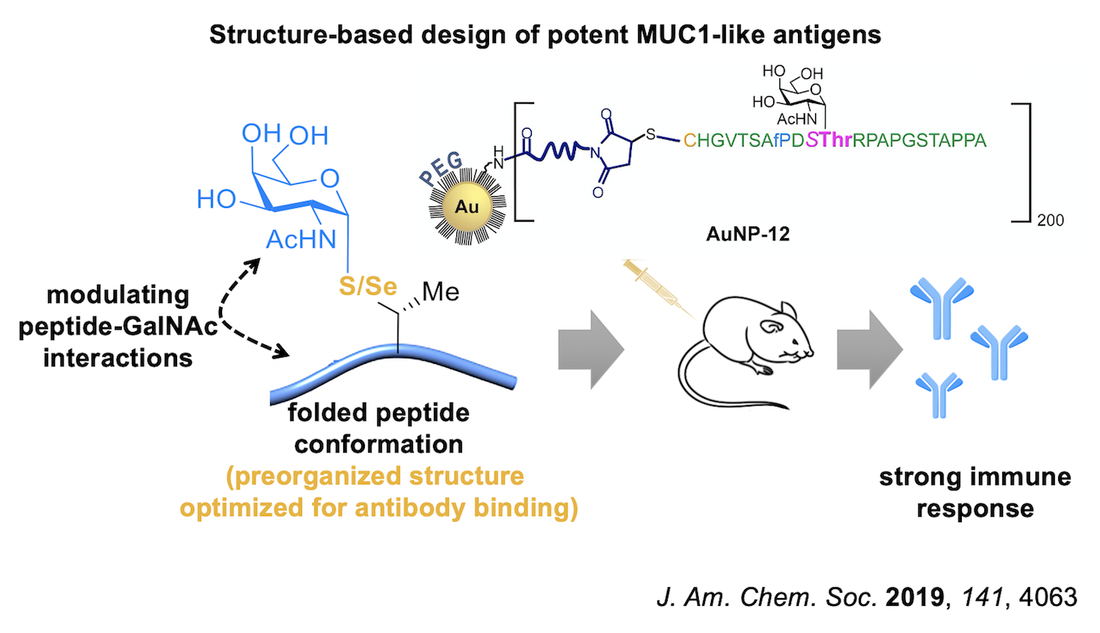 Structure-based design of potent MUC1-like antigens
HO
OH
O
HO
AcHN
O
H
N
N
O
O
S
CHGVTSAfPDSThrRPAPGSTAPPA
200
PEG
Au
AuNP-12
OH
OH
O
HO
AcHN
S/Se
Me
modulating
peptide-GalNAc
interactions
folded peptide
conformation
(preorganized structure
optimized for antibody binding)
strong immune
response
J. Am. Chem. Soc. 2019, 141, 4063